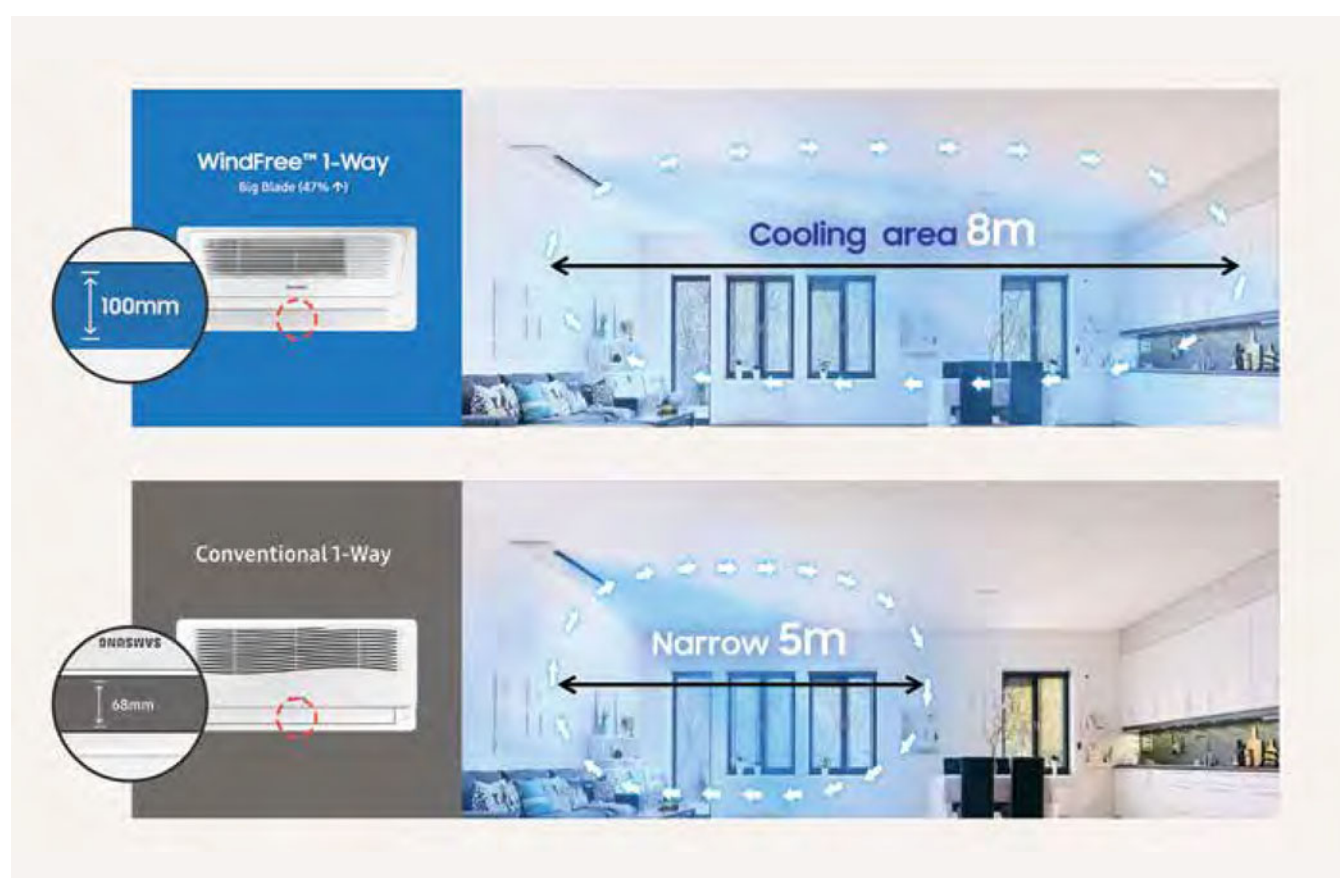 WindFree™ 1-Way
Big Blade (47% ↑)
100mm
Cooling area 8m
Conventional 1-Way
SAMSUNG
68mm
Narrow 5m